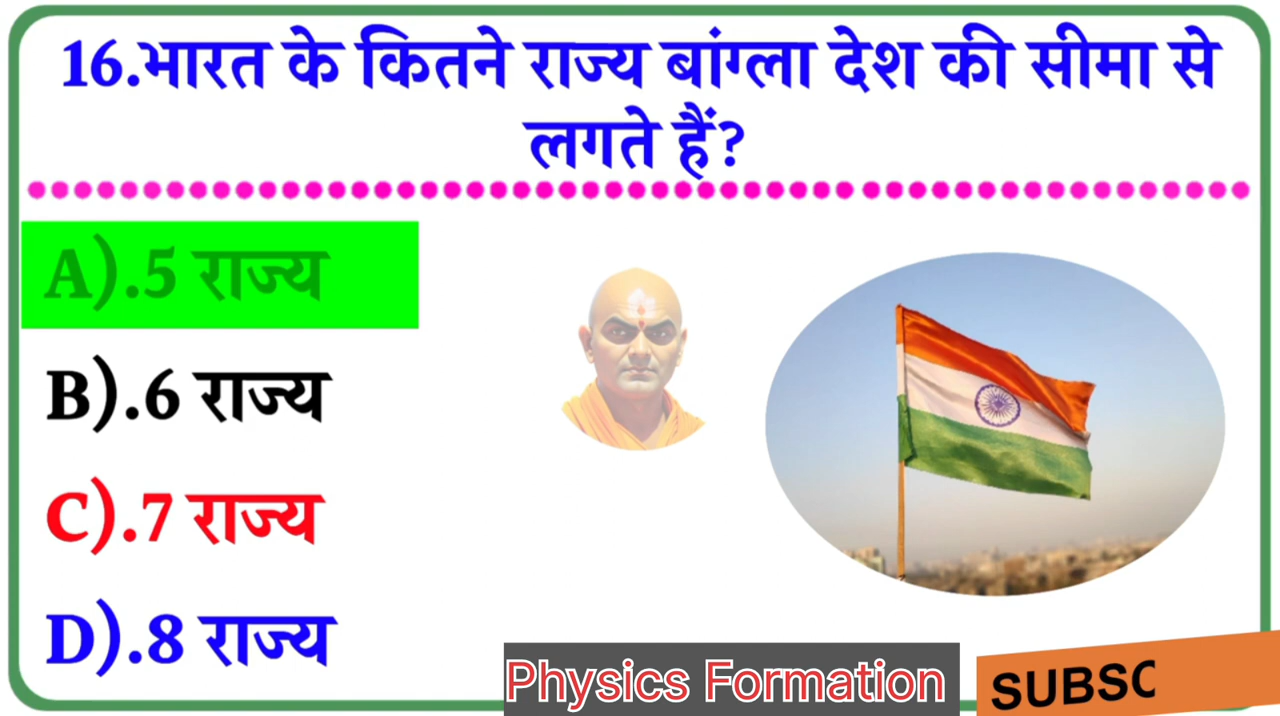 16.भारत के कितने राज्य बांग्ला देश की सीमा से
लगते हैं?
A).5 राज्य
B).6 राज्य
C).7 राज्य
D).8 राज्य
Physics Formation
SUBSC